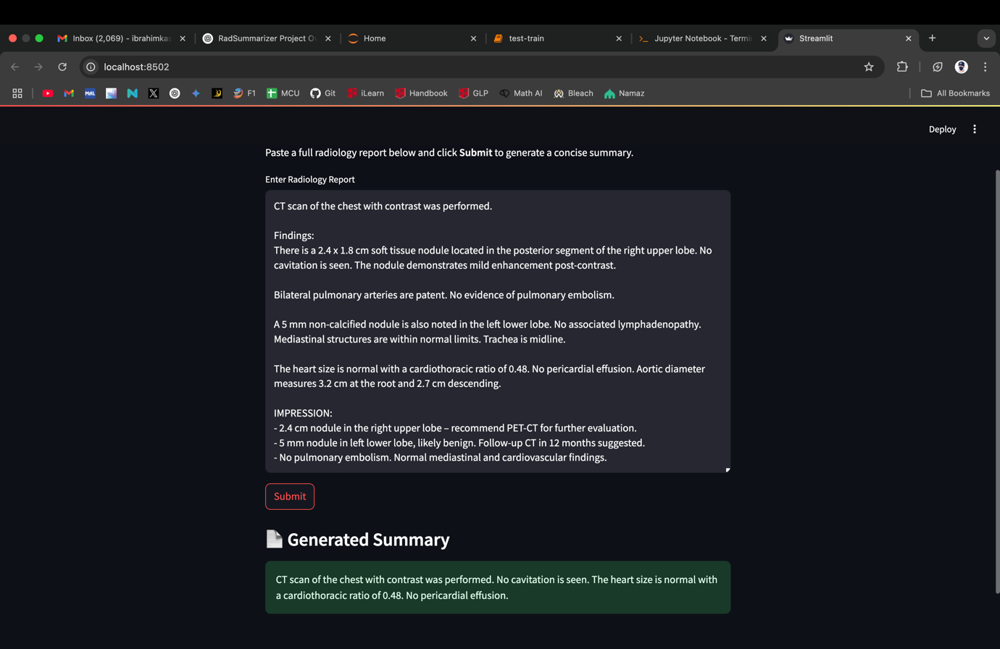 Inbox (2,069) - ibrahimkas
RadSummarizer Project Ov
Home
test-train
Jupyter Notebook - Termi
Streamlit
localhost:8502
MAL
F1
MCU
Git
iLearn
Handbook
GLP
Math AI
Bleach
Namaz
All Bookmarks
Deploy
Paste a full radiology report below and click Submit to generate a concise summary.
Enter Radiology Report
CT scan of the chest with contrast was performed.
Findings:
There is a 2.4 x 1.8 cm soft tissue nodule located in the posterior segment of the right upper lobe. No
cavitation is seen. The nodule demonstrates mild enhancement post-contrast.
Bilateral pulmonary arteries are patent. No evidence of pulmonary embolism.
A 5 mm non-calcified nodule is also noted in the left lower lobe. No associated lymphadenopathy.
Mediastinal structures are within normal limits. Trachea is midline.
The heart size is normal with a cardiothoracic ratio of 0.48. No pericardial effusion. Aortic diameter
measures 3.2 cm at the root and 2.7 cm descending.
IMPRESSION:
- 2.4 cm nodule in the right upper lobe – recommend PET-CT for further evaluation.
- 5 mm nodule in left lower lobe, likely benign. Follow-up CT in 12 months suggested.
- No pulmonary embolism. Normal mediastinal and cardiovascular findings.
Submit
Generated Summary
CT scan of the chest with contrast was performed. No cavitation is seen. The heart size is normal with
a cardiothoracic ratio of 0.48. No pericardial effusion.